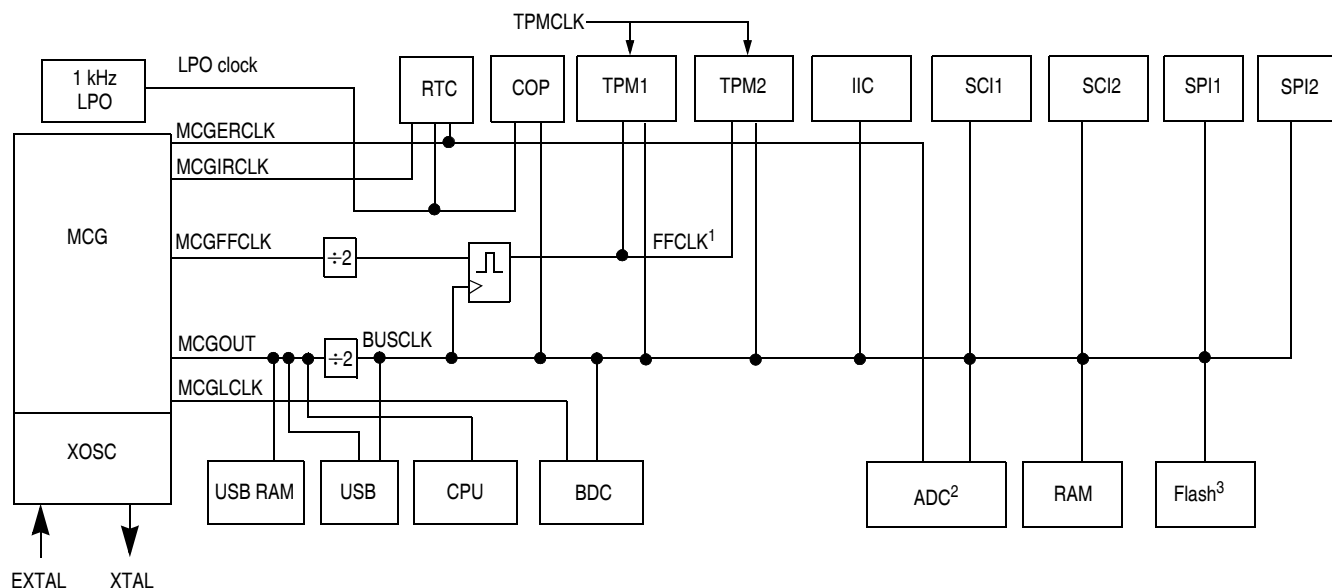 TPMCLK
1 kHz
LPO
LPO clock
RTC
COP
TPM1
TPM2
IIC
SCI1
SCI2
SPI1
SPI2
MCGERCLK
MCGIRCLK
MCG
MCGFFCLK
÷2
FFCLK¹
MCGOUT
÷2
BUSCLK
MCGLCLK
XOSC
USB RAM
USB
CPU
BDC
ADC²
RAM
Flash³
EXTAL
XTAL